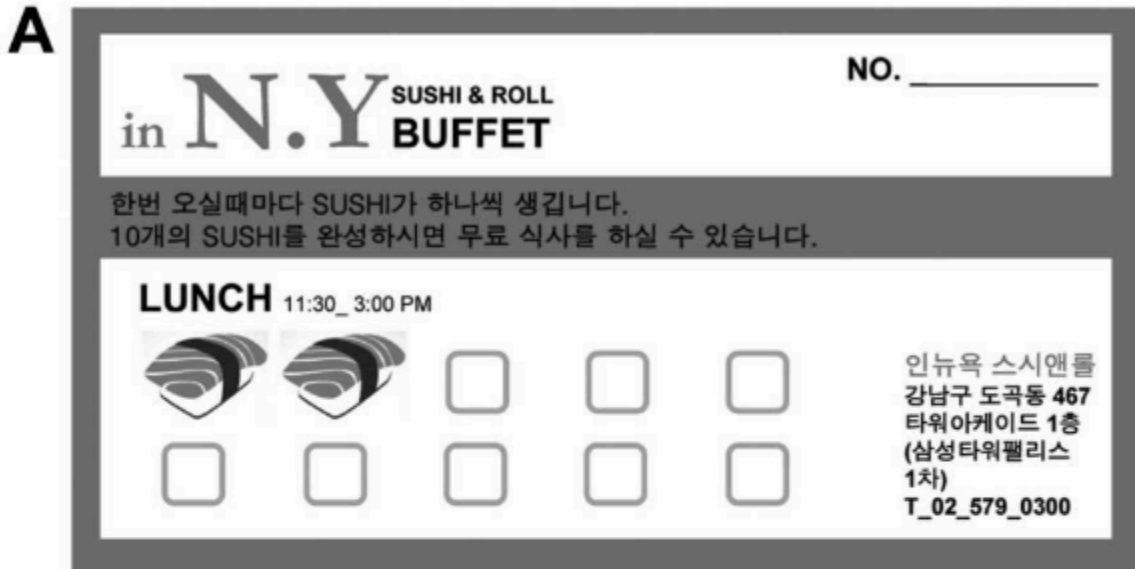 A
NO.
in N.Y SUSHI & ROLL
BUFFET
한번 오실때마다 SUSHI가 하나씩 생깁니다.
10개의 SUSHI를 완성하시면 무료 식사를 하실 수 있습니다.
LUNCH 11:30_ 3:00 PM
인뉴욕 스시앤롤
강남구 도곡동 467
타워아케이드 1층
(삼성타워팰리스
1차)
T_02_579_0300